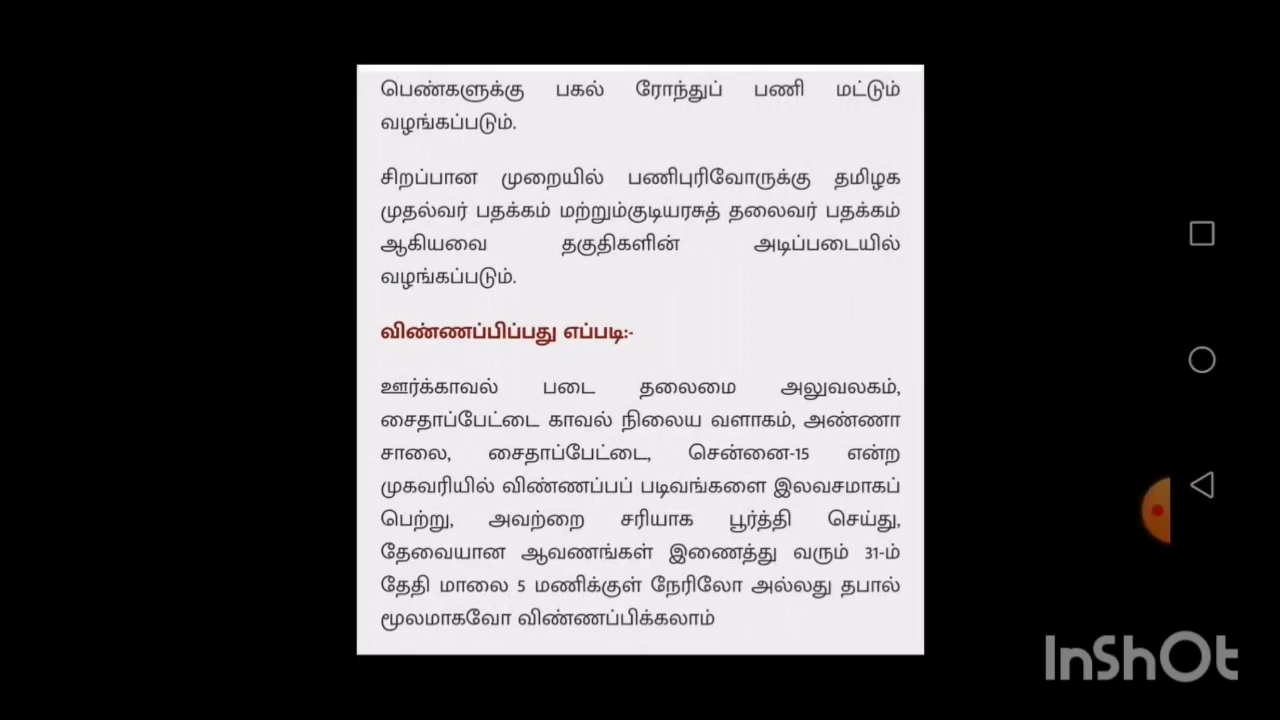 பெண்களுக்கு பகல் ரோந்துப் பணி மட்டும்
வழங்கப்படும்.
சிறப்பான முறையில் பணிபுரிவோருக்கு தமிழக
முதல்வர் பதக்கம் மற்றும்குடியரசுத் தலைவர் பதக்கம்
ஆகியவை தகுதிகளின் அடிப்படையில்
வழங்கப்படும்.
விண்ணப்பிப்பது எப்படி:-
ஊர்க்காவல் படை தலைமை அலுவலகம்,
சைதாப்பேட்டை காவல் நிலைய வளாகம், அண்ணா
சாலை, சைதாப்பேட்டை, சென்னை-15 என்ற
முகவரியில் விண்ணப்பப் படிவங்களை இலவசமாகப்
பெற்று, அவற்றை சரியாக பூர்த்தி செய்து,
தேவையான ஆவணங்கள் இணைத்து வரும் 31-ம்
தேதி மாலை 5 மணிக்குள் நேரிலோ அல்லது தபால்
மூலமாகவோ விண்ணப்பிக்கலாம்
InShOt